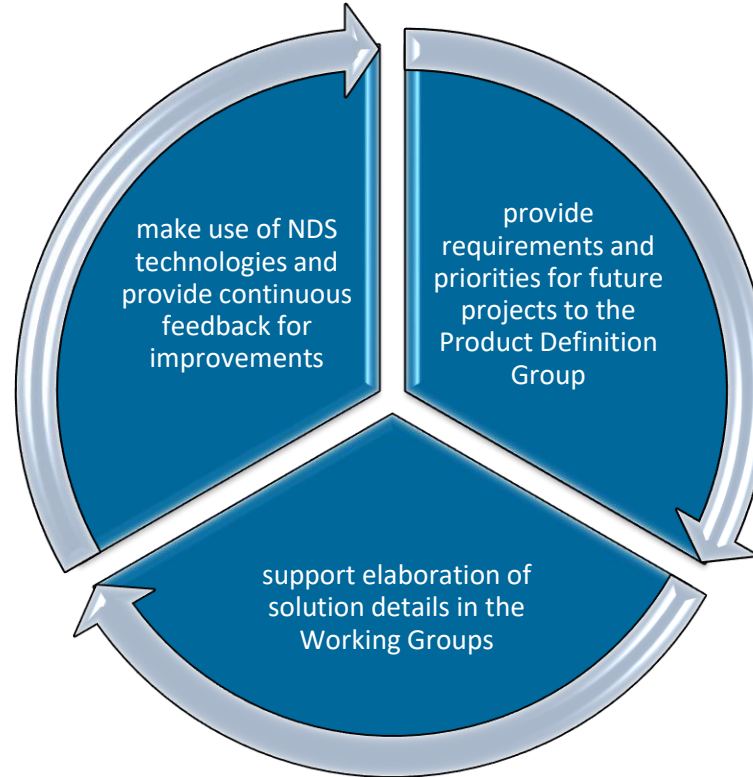 make use of NDS
technologies and
provide continuous
feedback for
improvements
provide
requirements and
priorities for future
projects to the
Product Definition
Group
support elaboration of
solution details in the
Working Groups